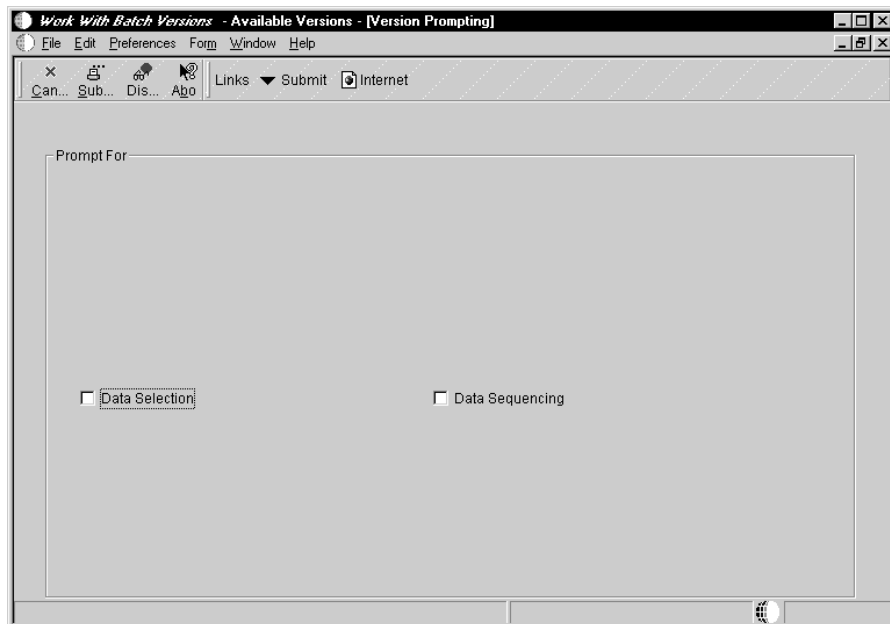 Work With Batch Versions - Available Versions - [Version Prompting]
File Edit Preferences Form Window Help
Can... Sub... Dis... Abo Links Submit Internet
Prompt For
Data Selection Data Sequencing